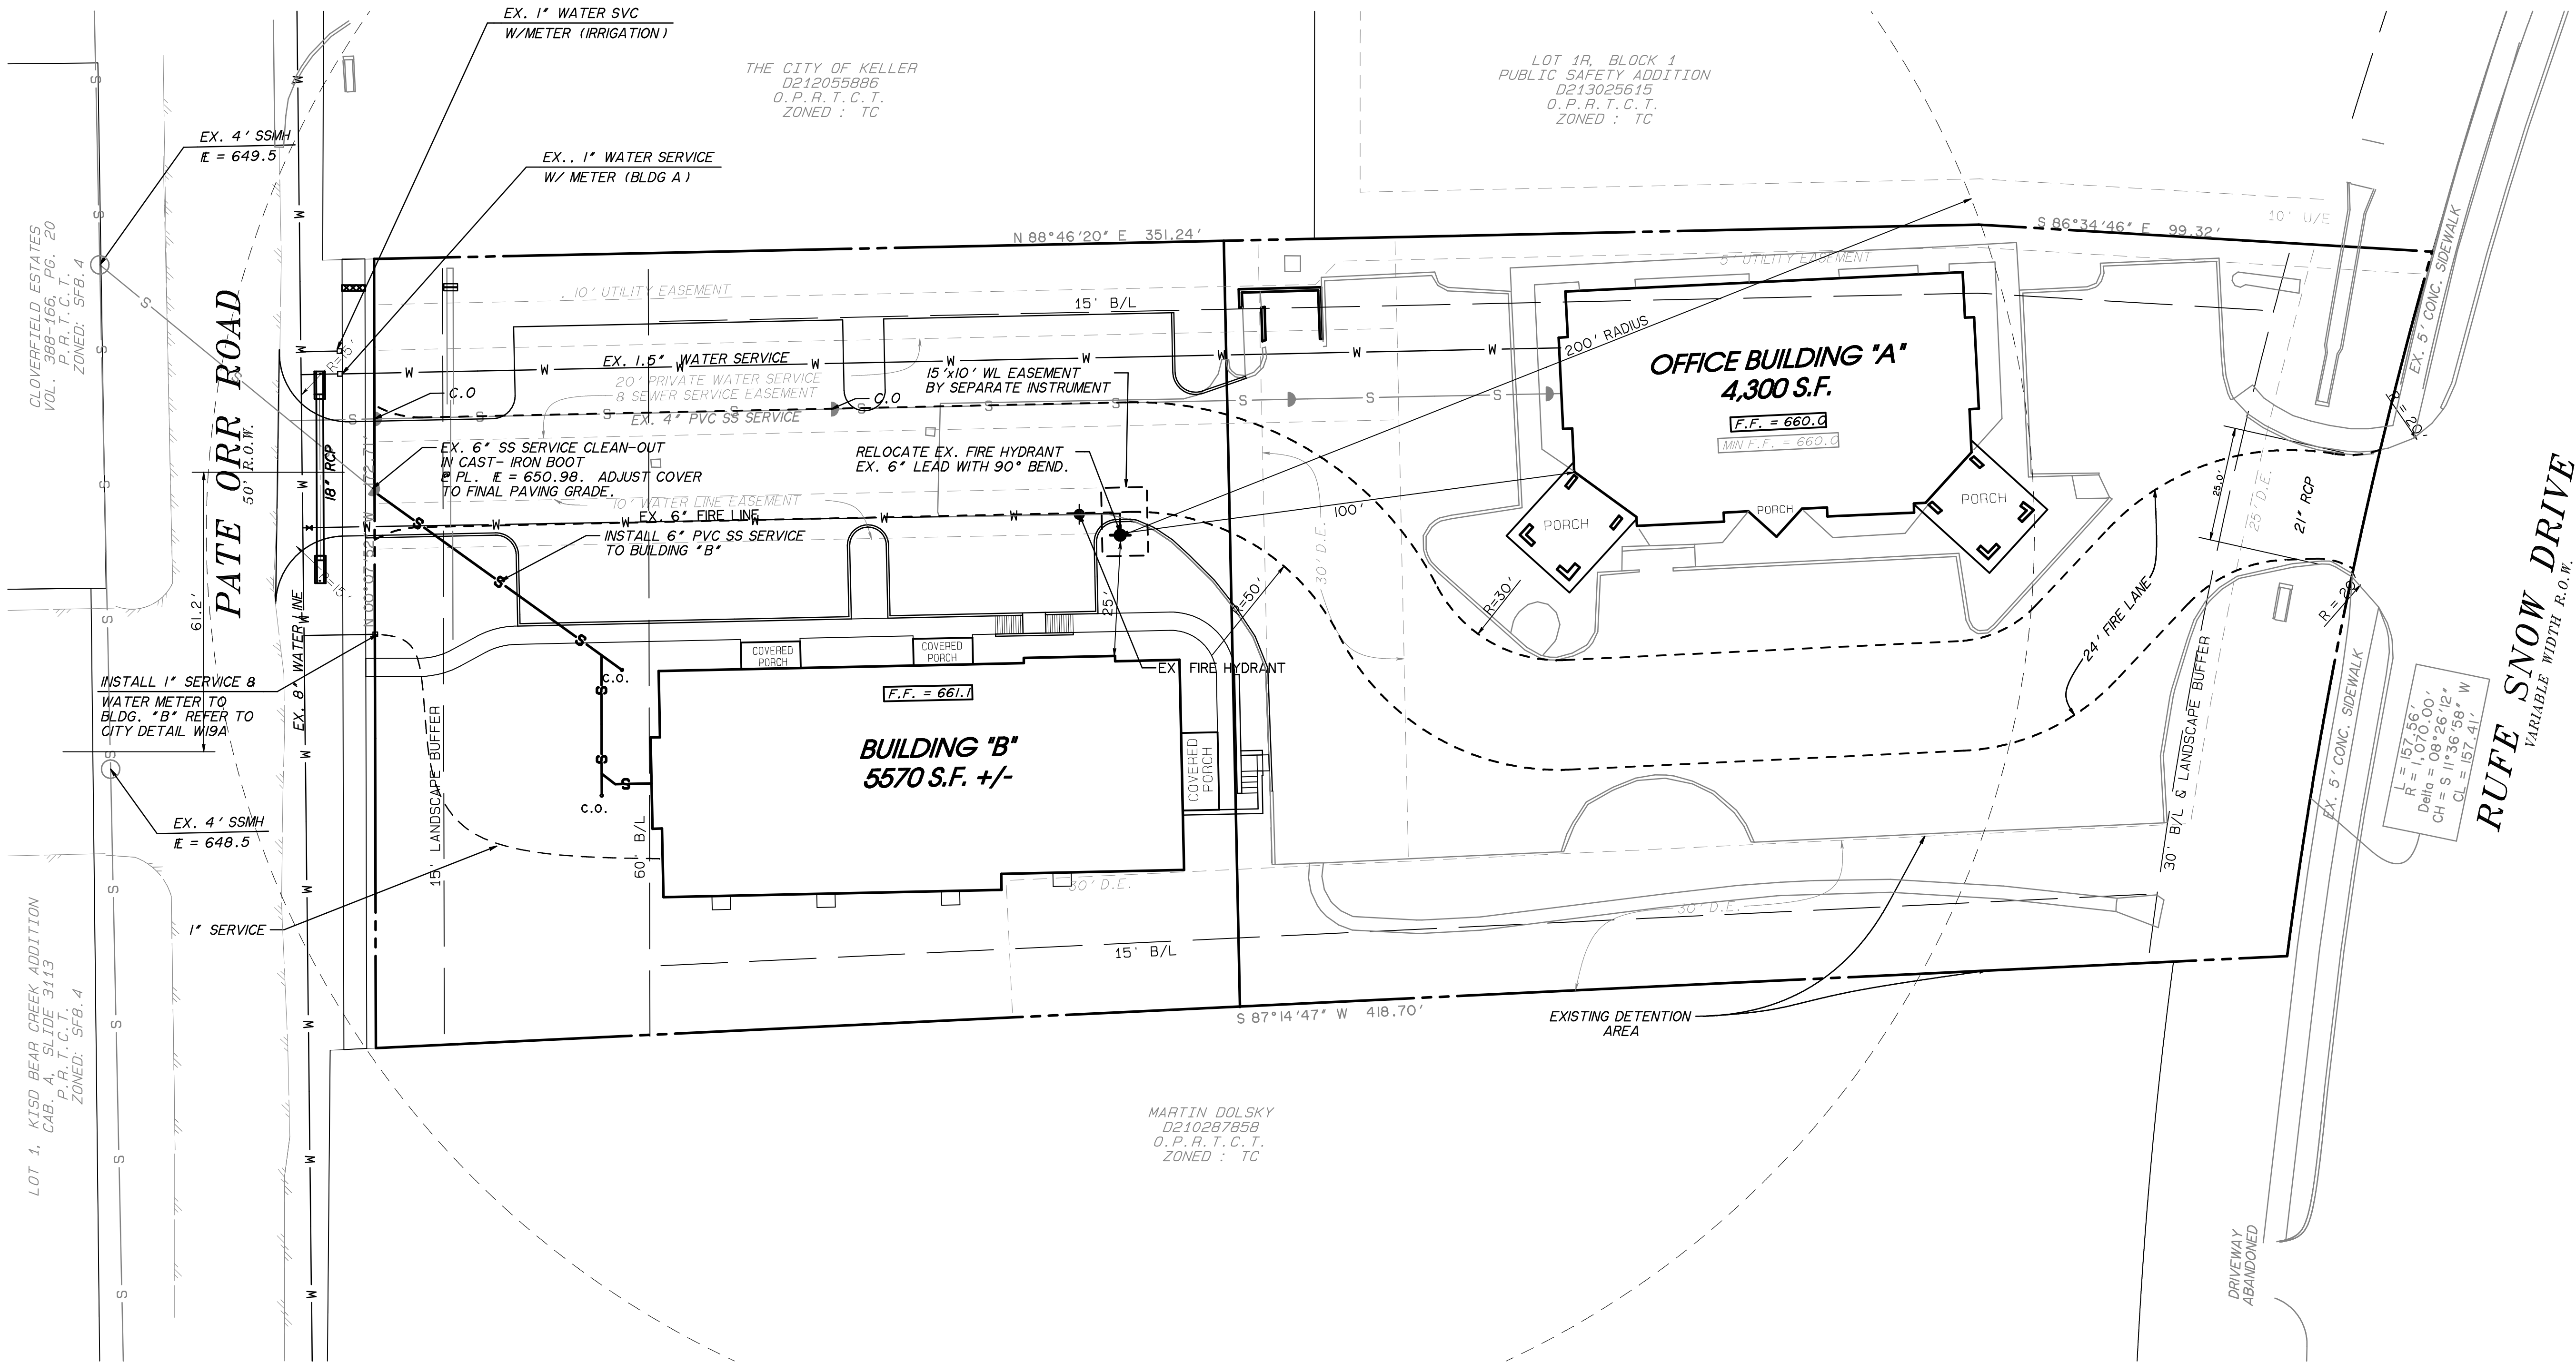 EX. 1" WATER SVC
W/METER (IRRIGATION)
THE CITY OF KELLER
D212055886
O.P.R.T.C.T.
ZONED : TC
LOT 1R, BLOCK 1
PUBLIC SAFETY ADDITION
D213025615
O.P.R.T.C.T.
ZONED : TC
EX. 4' SSMH
FL = 649.5
EX.. 1" WATER SERVICE
W/ METER (BLDG A)
CLOVERFIELD ESTATES
VOL. 388-166, PG. 20
P.R.T.C.T.
ZONED: SF8.4
PATE ORR ROAD
50' R.O.W.
N 88°46'20" E 351.24'
S 86°34'46" E 99.32'
10' U/E
EX. 5' CONC. SIDEWALK
5' UTILITY EASEMENT
10' UTILITY EASEMENT
15' B/L
R=15'
EX. 1.5" WATER SERVICE
20' PRIVATE WATER SERVICE
& SEWER SERVICE EASEMENT
15'x10' WL EASEMENT
BY SEPARATE INSTRUMENT
200' RADIUS
OFFICE BUILDING "A"
4,300 S.F.
F.F. = 660.0
MIN F.F. = 660.0
C.O
C.O
EX. 4" PVC SS SERVICE
R = 20'
18" RCP
EX. 6" SS SERVICE CLEAN-OUT
IN CAST- IRON BOOT
@ PL. FL = 650.98. ADJUST COVER
TO FINAL PAVING GRADE.
RELOCATE EX. FIRE HYDRANT
EX. 6" LEAD WITH 90° BEND.
10' WATER LINE EASEMENT
EX. 6" FIRE LINE
INSTALL 6" PVC SS SERVICE
TO BUILDING "B"
100'
PORCH
PORCH
PORCH
25.0'
25' D.E.
21" RCP
RUFE SNOW DRIVE
VARIABLE WIDTH R.O.W.
30' D.E.
R=15'
61.2'
EX. 8" WATER LINE
25'
R=50'
R=30'
24' FIRE LANE
R = 20'
COVERED
PORCH
COVERED
PORCH
EX FIRE HYDRANT
INSTALL 1" SERVICE &
WATER METER TO
BLDG. "B" REFER TO
CITY DETAIL W19A
C.O.
F.F. = 661.1
15' LANDSCAPE BUFFER
BUILDING "B"
5570 S.F. +/-
COVERED
PORCH
30' B/L & LANDSCAPE BUFFER
EX. 5' CONC. SIDEWALK
L = 157.56'
R = 1,070.00'
Delta = 08°26'12"
CH = S 11°36'58" W
CL = 157.41'
C.O.
60' B/L
EX. 4' SSMH
FL = 648.5
1" SERVICE
30' D.E.
30' D.E.
15' B/L
LOT 1, KISD BEAR CREEK ADDITION
CAB. A, SLIDE 3113
P.R.T.C.T.
ZONED: SF8.4
S 87°14'47" W 418.70'
EXISTING DETENTION
AREA
MARTIN DOLSKY
D210287858
O.P.R.T.C.T.
ZONED : TC
DRIVEWAY
ABANDONED